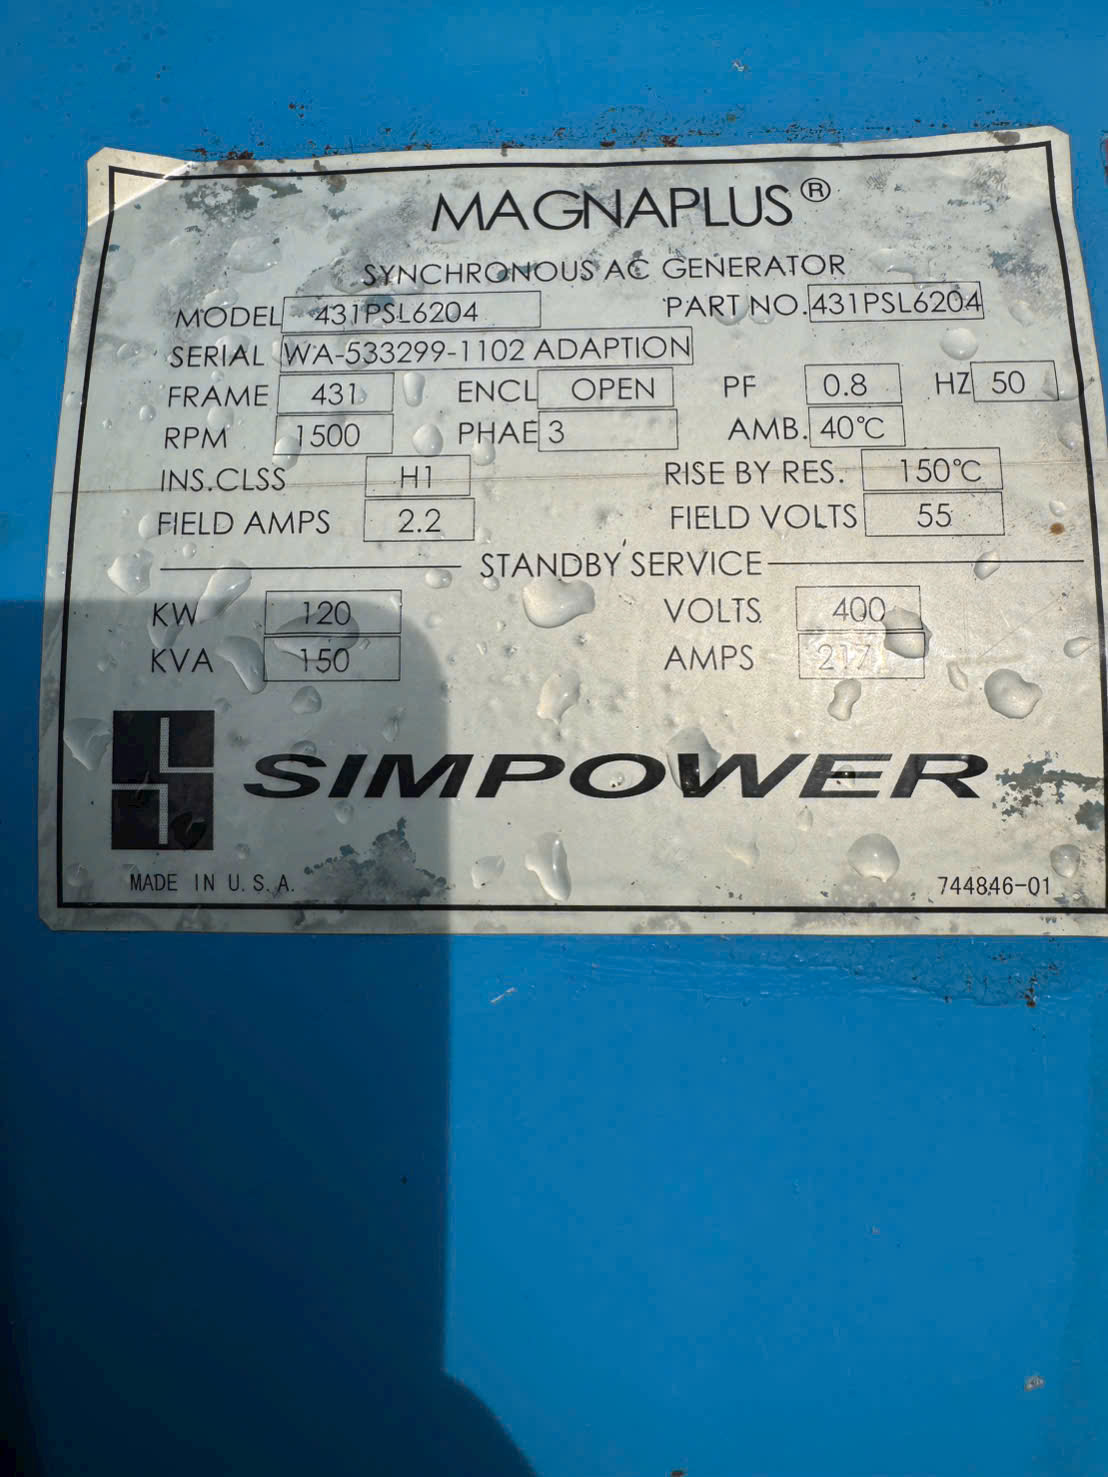 MAGNAPLUS®
SYNCHRONOUS AC GENERATOR
MODEL 431PSL6204 PART NO. 431PSL6204
SERIAL WA-533299-1102 ADAPTION
FRAME 431 ENCL OPEN PF 0.8 HZ 50
RPM 1500 PHAE 3 AMB. 40°C
INS.CLSS H1 RISE BY RES. 150°C
FIELD AMPS 2.2 FIELD VOLTS 55
STANDBY SERVICE
KW 120 VOLTS 400
KVA 150 AMPS 217
SIMPOWER
MADE IN U.S.A. 744846-01